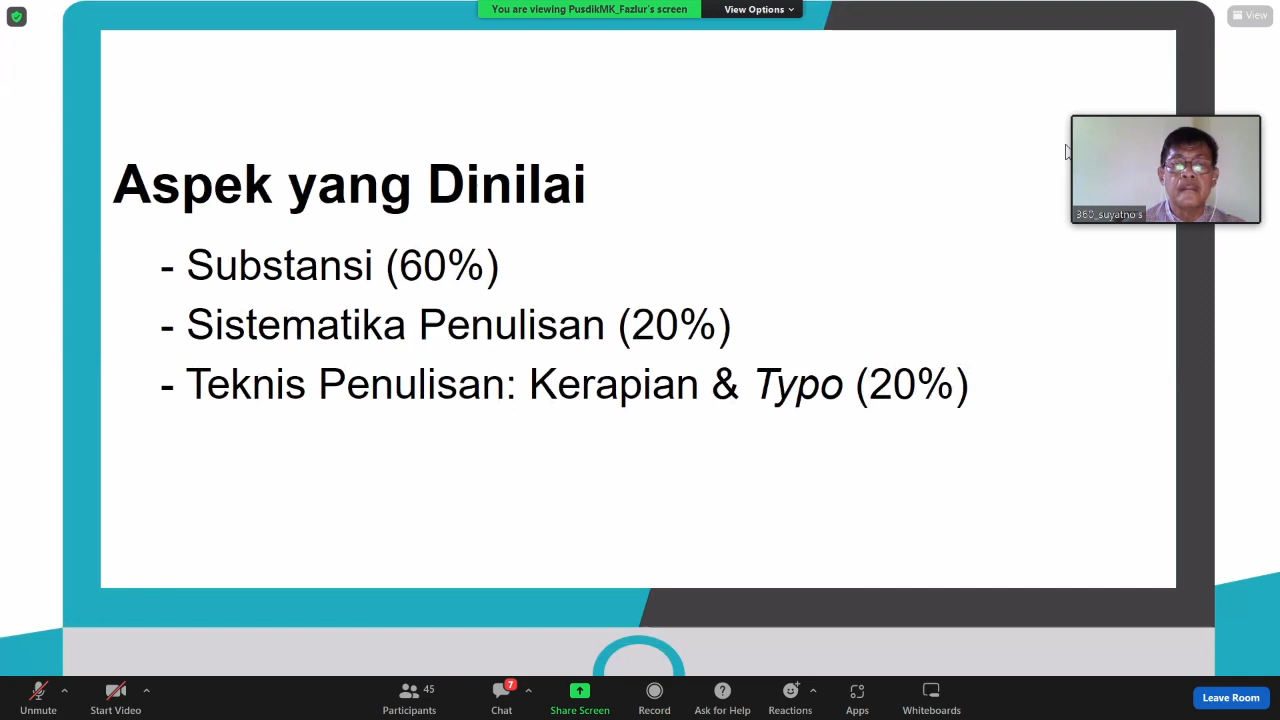 You are viewing PusdikMK_Fazlur's screen
View Options
View
Aspek yang Dinilai
- Substansi (60%)
- Sistematika Penulisan (20%)
- Teknis Penulisan: Kerapian & Typo (20%)
360_suyatno s
Unmute
Start Video
Participants
45
Chat
7
Share Screen
Record
Ask for Help
Reactions
Apps
Whiteboards
Leave Room